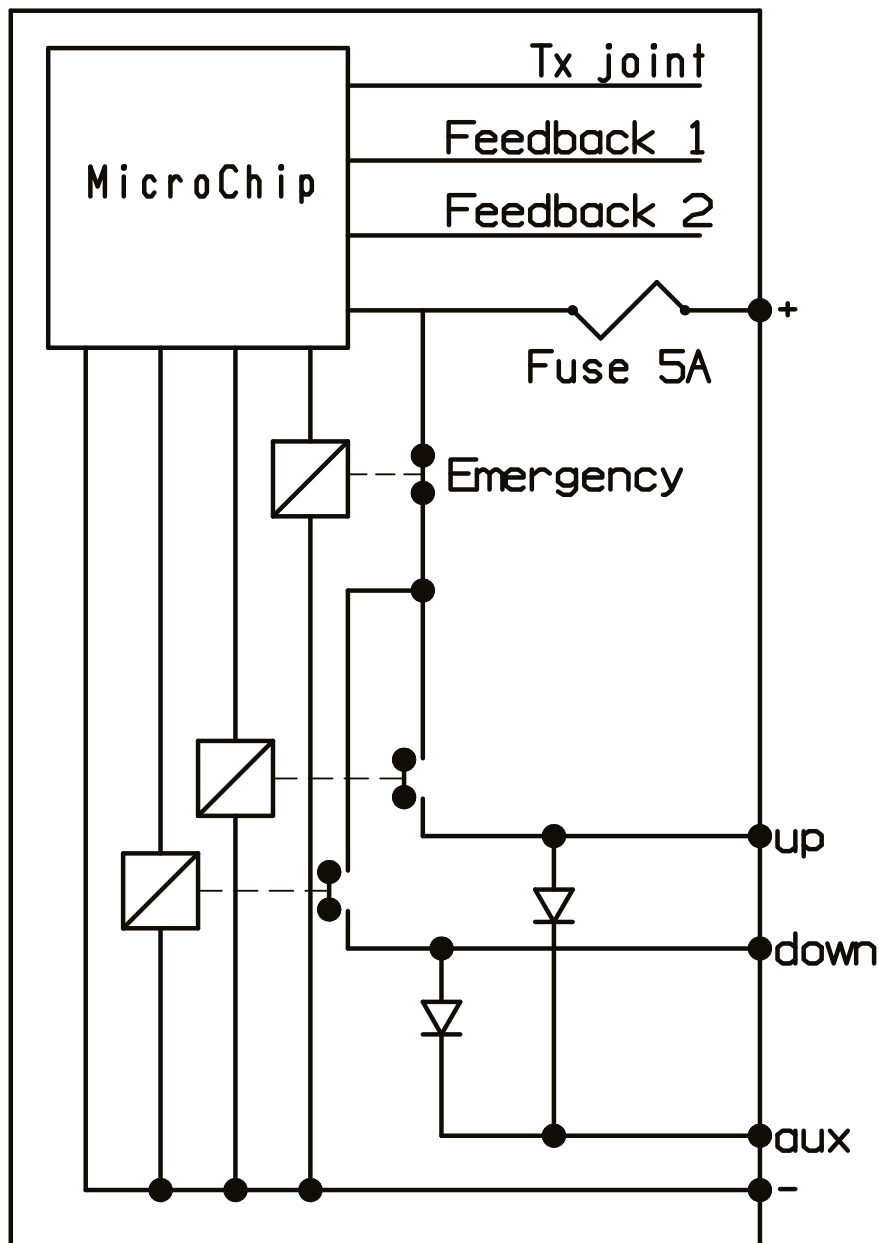 Tx joint
Feedback 1
MicroChip
Feedback 2
+
Fuse 5A
Emergency
up
down
aux
-